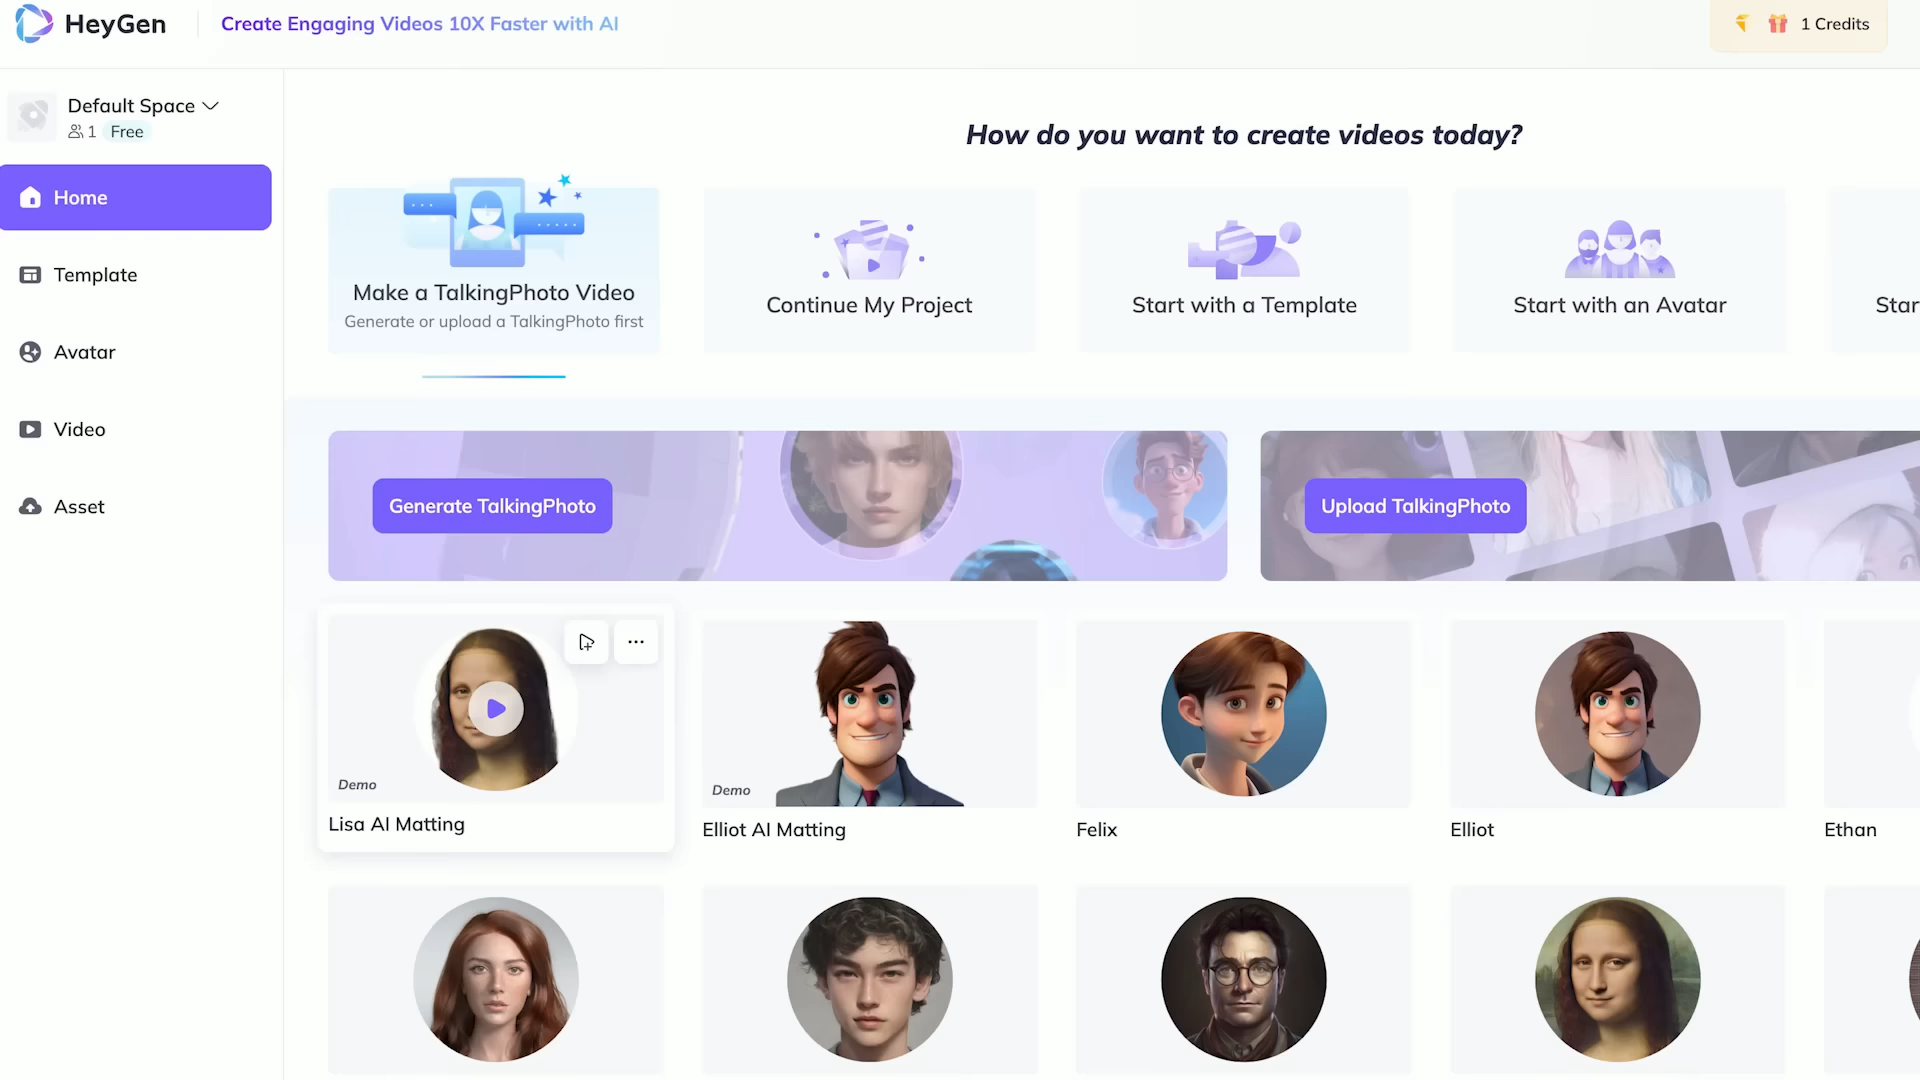 HeyGen
Create Engaging Videos 10X Faster with AI
1 Credits
Default Space
1 Free
Home
Template
Avatar
Video
Asset
How do you want to create videos today?
Make a TalkingPhoto Video
Generate or upload a TalkingPhoto first
Continue My Project
Start with a Template
Start with an Avatar
Star
Generate TalkingPhoto
Upload TalkingPhoto
Demo
Lisa AI Matting
Demo
Elliot AI Matting
Felix
Elliot
Ethan